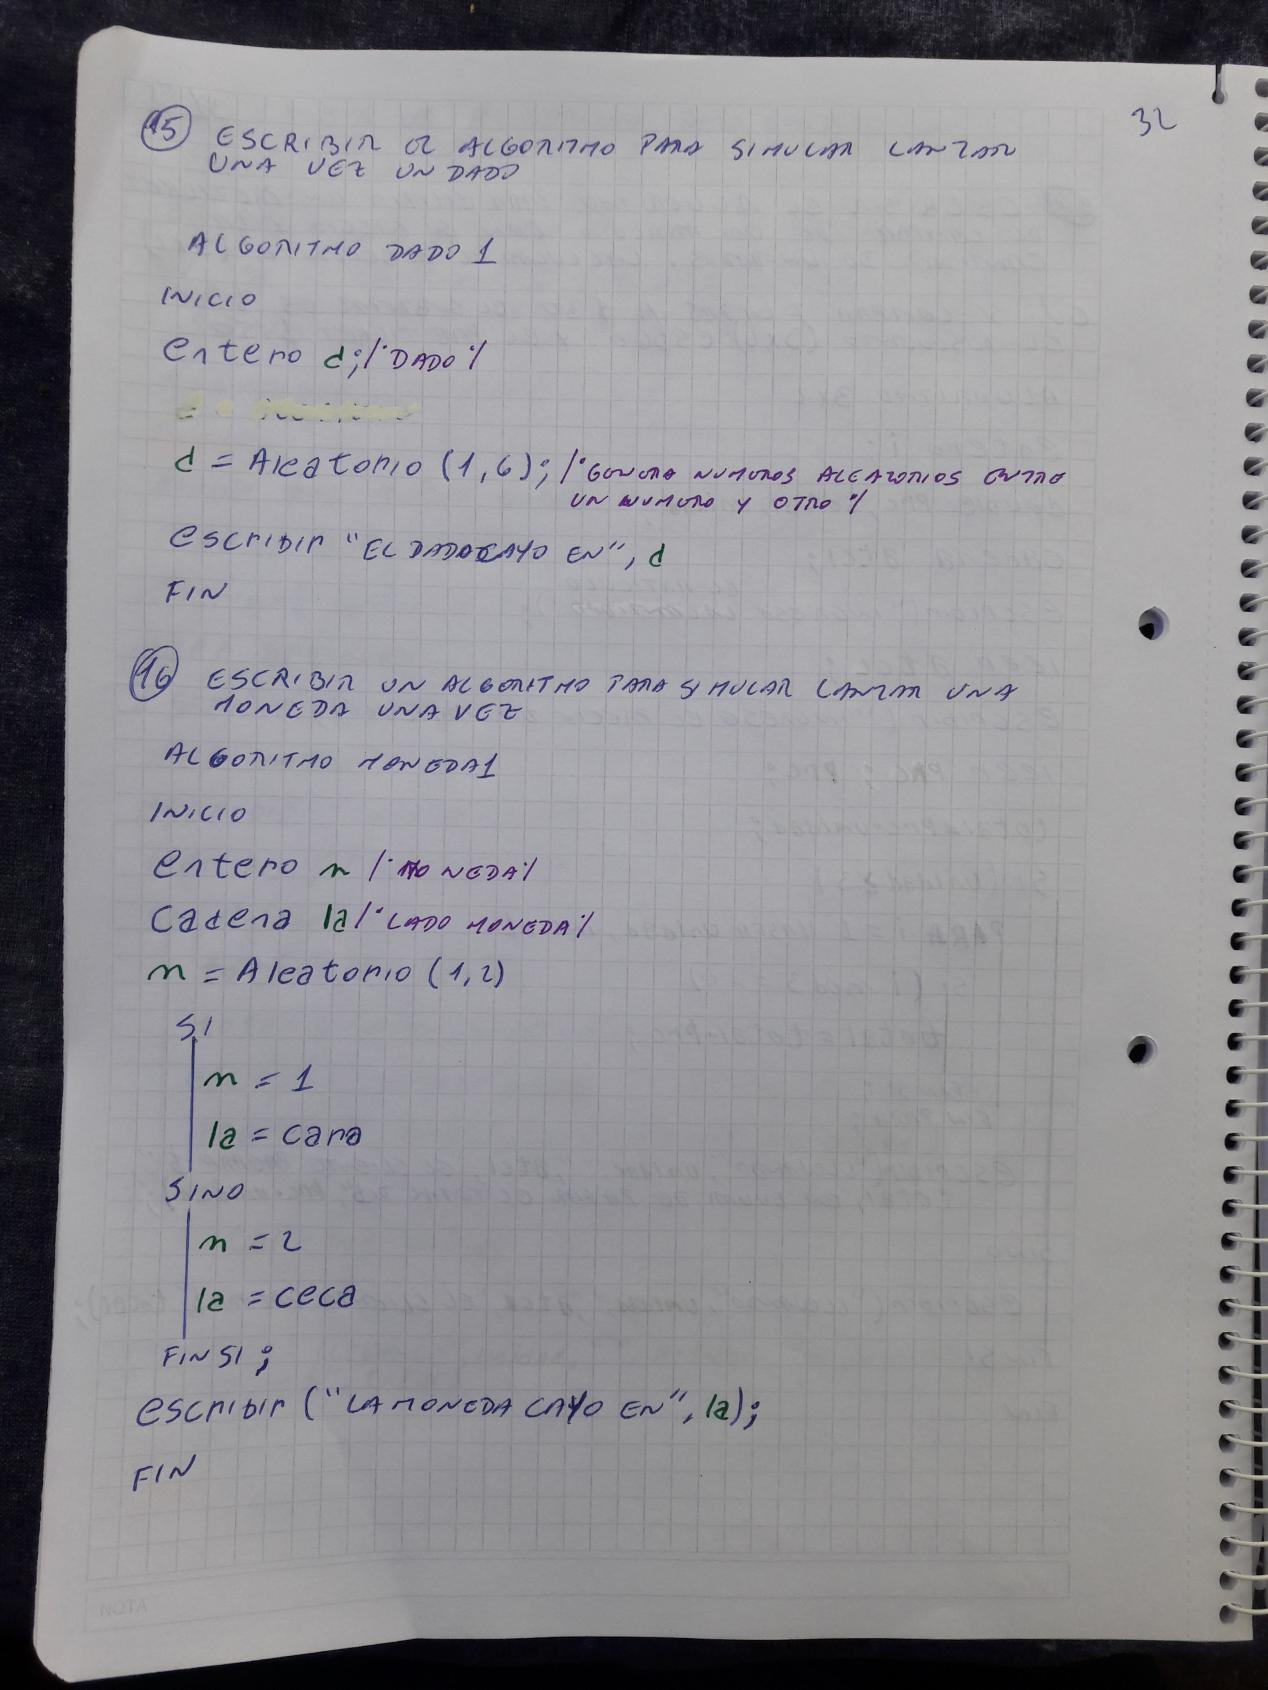 32
15 ESCRIBIR EL ALGORITMO PARA SIMULAR LANZAR
UNA VEZ UN DADO
ALGORITMO DADO 1
INICIO
Entero d; /*DADO*/
d = Aleatorio (1,6); /*GENERA NUMEROS ALEATORIOS ENTRE
UN NUMERO Y OTRO*/
escribir "EL DADO CAYO EN", d
FIN
16 ESCRIBIR UN ALGORITMO PARA SIMULAR LANZAR UNA
MONEDA UNA VEZ
ALGORITMO MONEDA1
INICIO
Entero m /*MONEDA*/
Cadena la /*LADO MONEDA*/
m = Aleatorio (1,2)
SI
m = 1
la = cara
SINO
m = 2
la = ceca
FINSI;
escribir ("LA MONEDA CAYO EN", la);
FIN